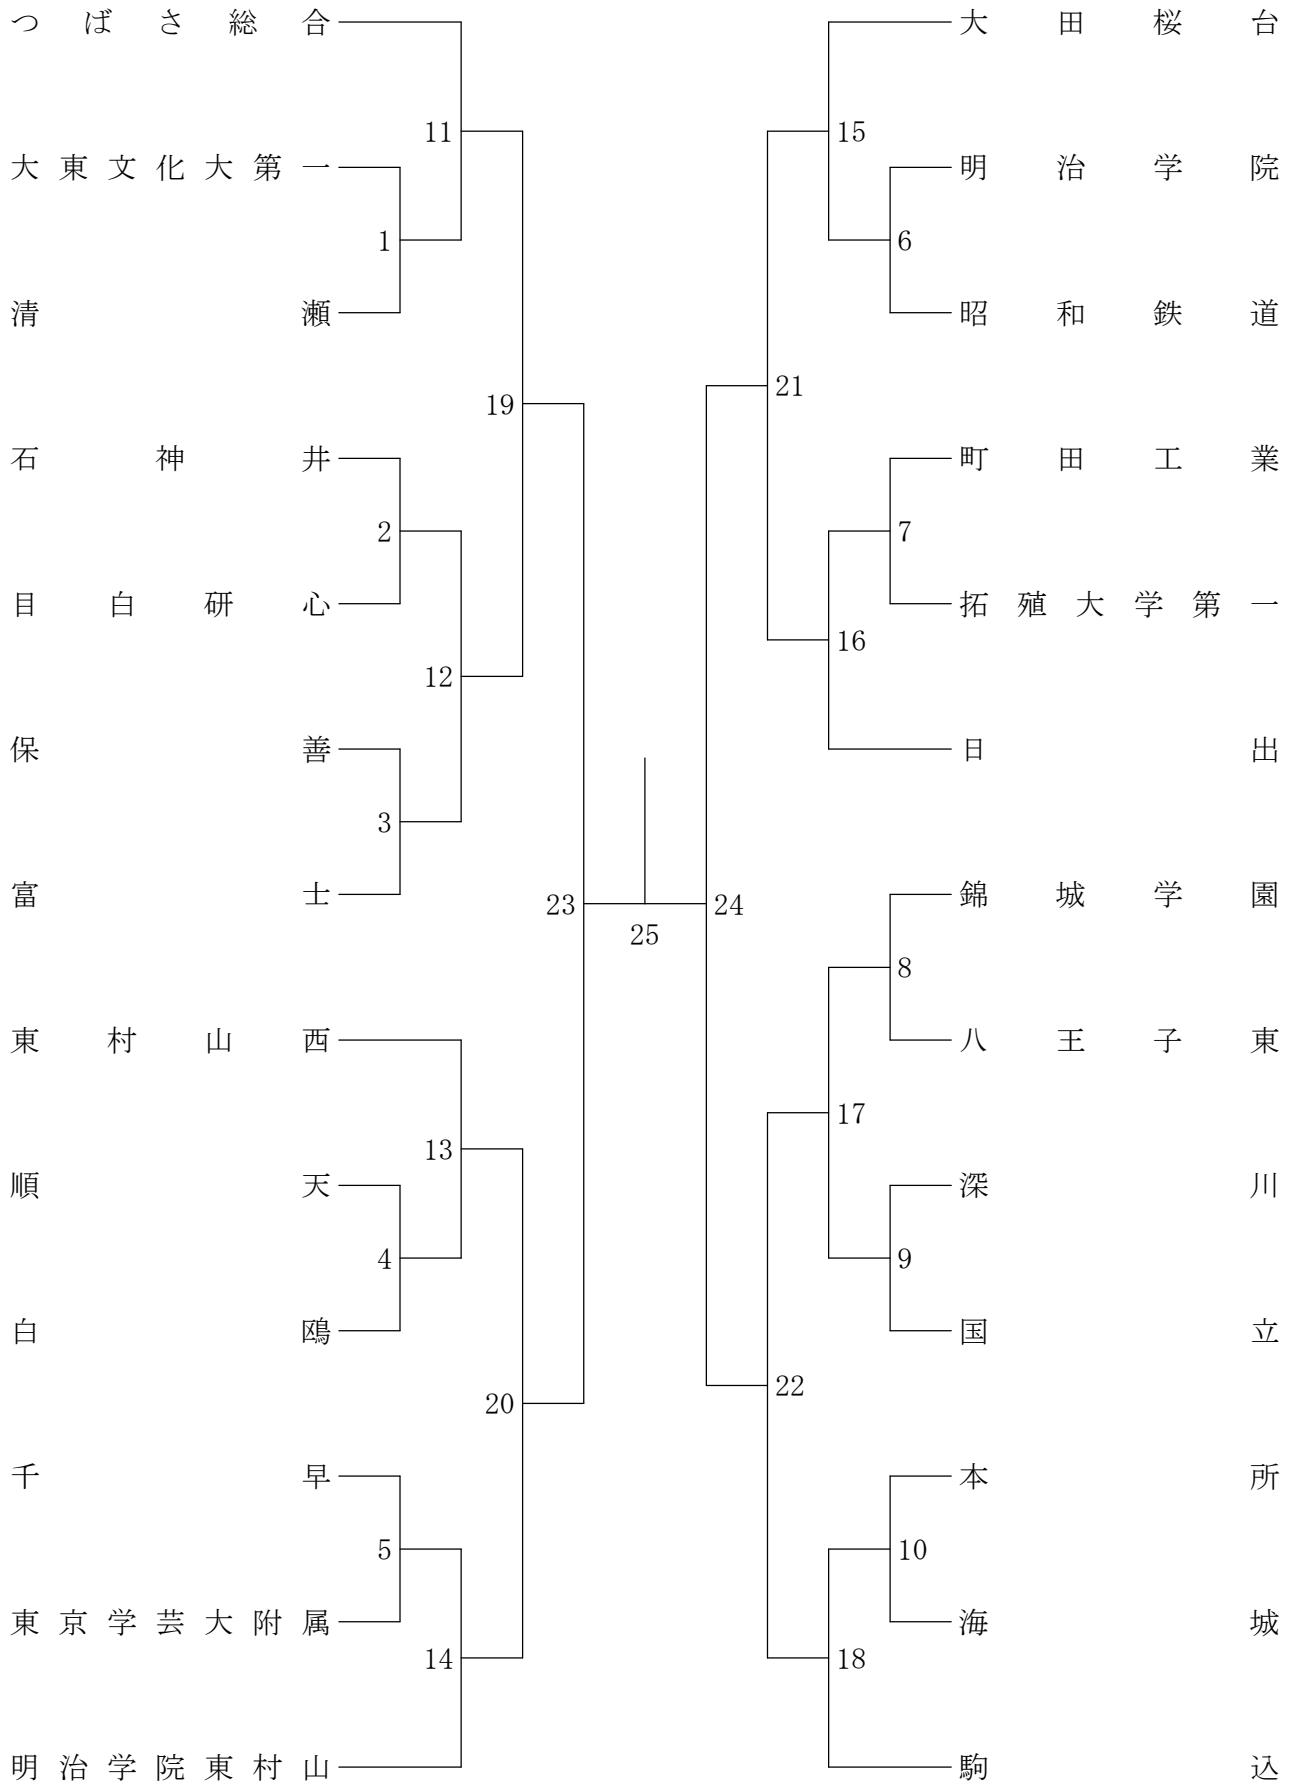 つばさ総合
大東文化大第一
清瀬
石神井
目白研心
保善
富士
東村山西
順天
白鴎
千早
東京学芸大附属
明治学院東村山
11
1
19
2
12
3
23
13
4
20
5
14
25
大田桜台
明治学院
昭和鉄道
町田工業
拓殖大学第一
日出
錦城学園
八王子東
深川
国立
本所
海城
駒込
15
6
21
7
16
24
8
17
9
22
10
18